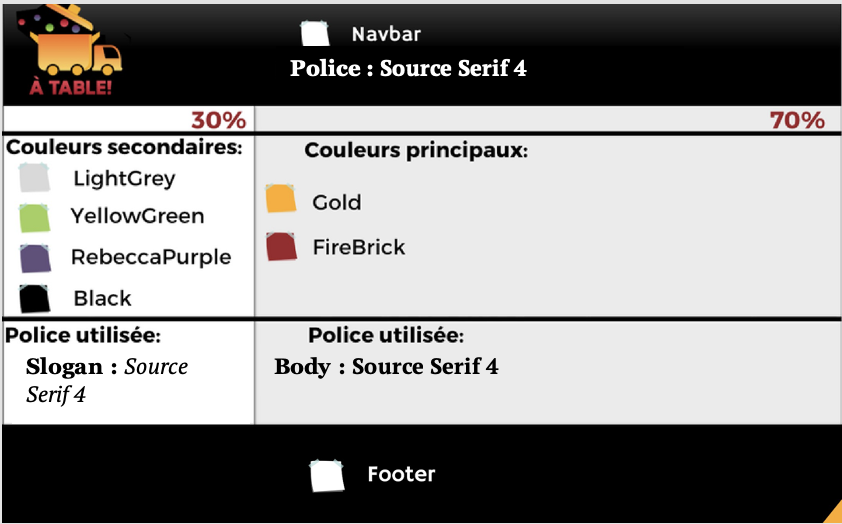 À TABLE!
Navbar
Police : Source Serif 4
30%
70%
Couleurs secondaires:
LightGrey
YellowGreen
RebeccaPurple
Black
Couleurs principaux:
Gold
FireBrick
Police utilisée:
Slogan : Source
Serif 4
Police utilisée:
Body : Source Serif 4
Footer